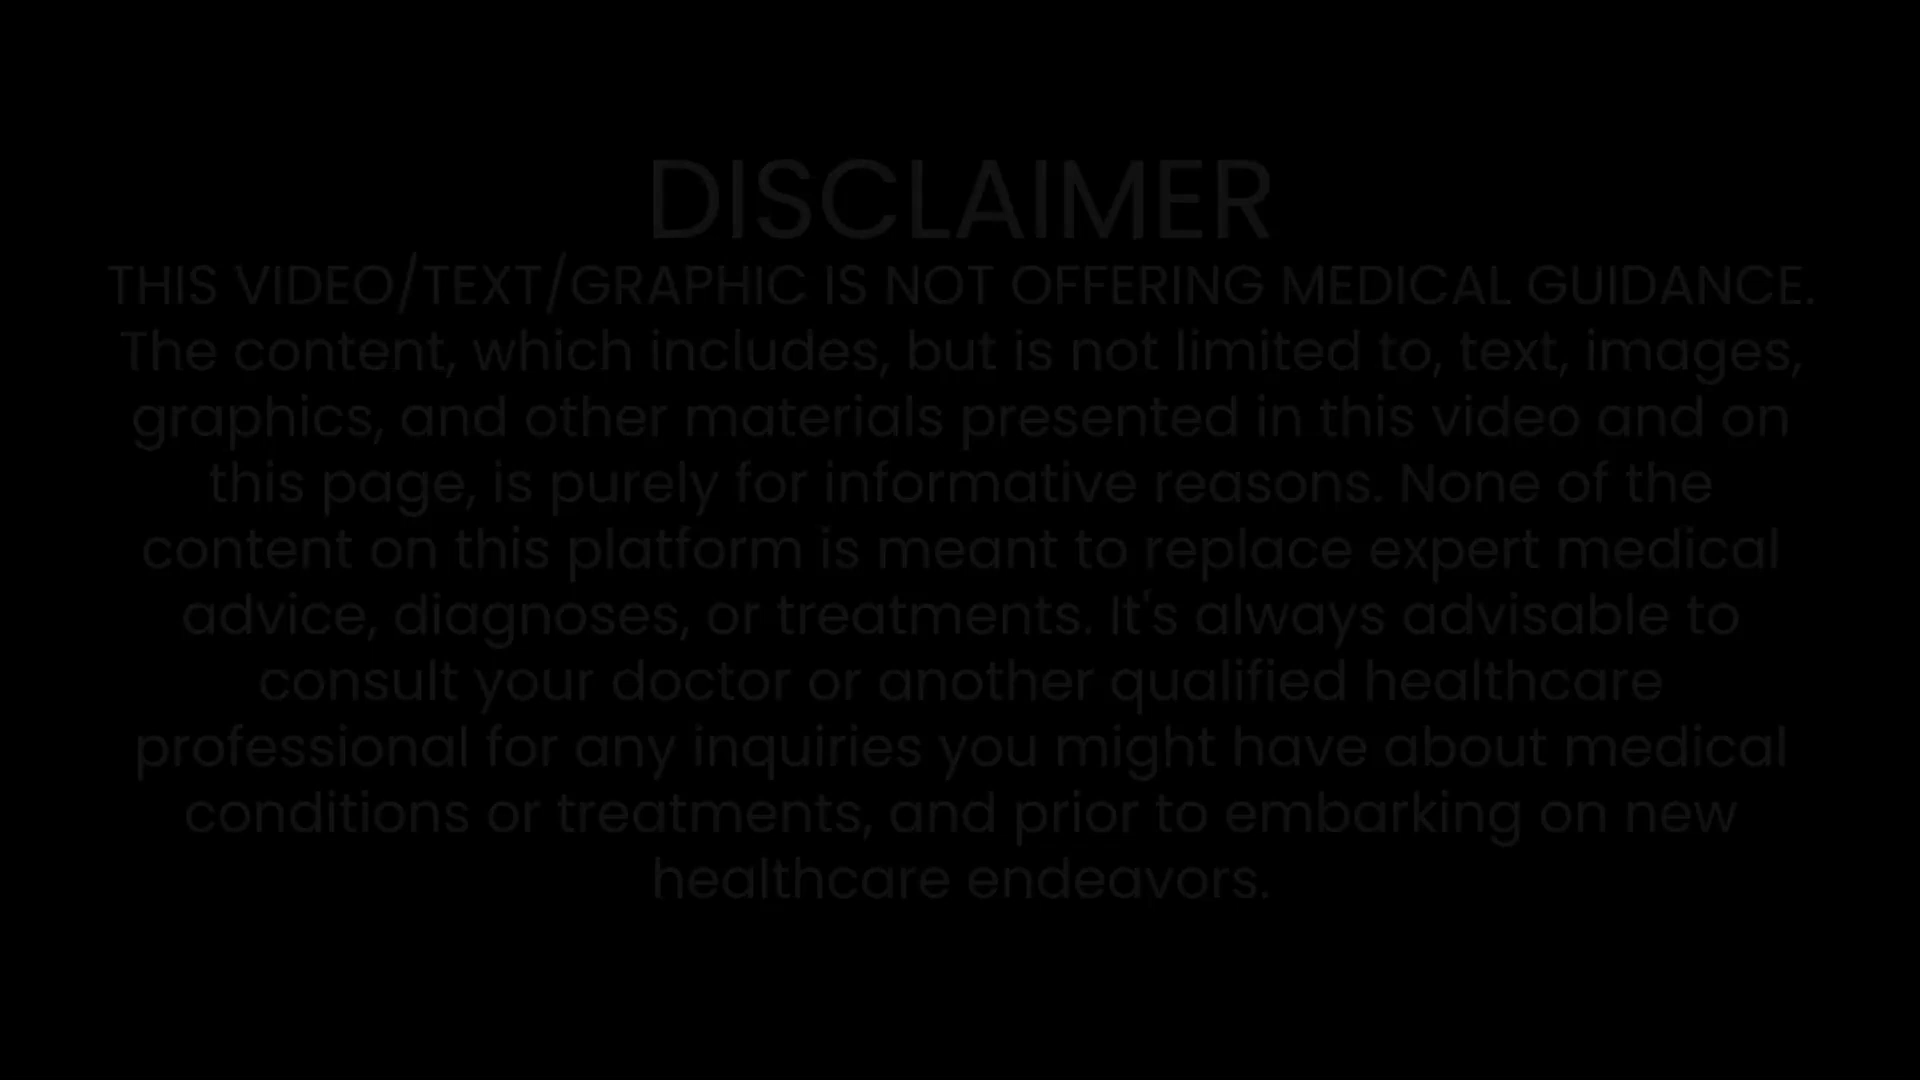 DISCLAIMER
THIS VIDEO/TEXT/GRAPHIC IS NOT OFFERING MEDICAL GUIDANCE.
The content, which includes, but is not limited to, text, images,
graphics, and other materials presented in this video and on
this page, is purely for informative reasons. None of the
content on this platform is meant to replace expert medical
advice, diagnoses, or treatments. It's always advisable to
consult your doctor or another qualified healthcare
professional for any inquiries you might have about medical
conditions or treatments, and prior to embarking on new
healthcare endeavors.